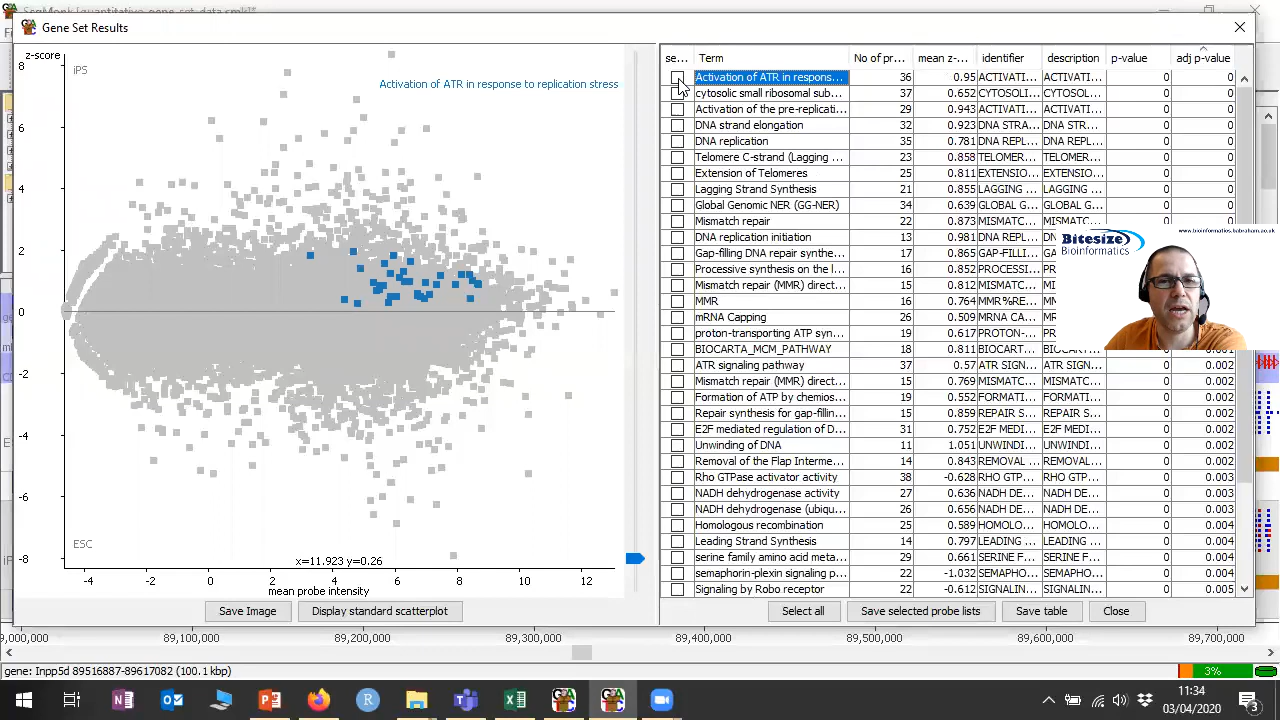 Gene Set Results
z-score
iPS
Activation of ATR in response to replication stress
8
6
4
2
0
-2
-4
-6
-8
ESC
x=11.923 y=0.26
-4 -2 0 2 4 6 8 10 12
mean probe intensity
Save Image Display standard scatterplot
se... Term No of pr... mean z-... identifier description p-value adj p-value
Activation of ATR in respons... 36 0.95 ACTIVATI... ACTIVATI... 0 0
cytosolic small ribosomal sub... 37 0.652 CYTOSOLI... CYTOSO... 0 0
Activation of the pre-replicati... 29 0.943 ACTIVATI... ACTIVATI... 0 0
DNA strand elongation 32 0.923 DNA STRA... DNA STR... 0 0
DNA replication 35 0.781 DNA REPL... DNA REP... 0 0
Telomere C-strand (Lagging ... 23 0.858 TELOMER... TELOMER... 0 0
Extension of Telomeres 25 0.811 EXTENSIO... EXTENSI... 0 0
Lagging Strand Synthesis 21 0.855 LAGGING ... LAGGING... 0 0
Global Genomic NER (GG-NER) 34 0.639 GLOBAL G... GLOBAL ... 0 0
Mismatch repair 22 0.873 MISMATC...
DNA replication initiation 13 0.981 DNA REPL...
Gap-filling DNA repair synthe... 17 0.865 GAP-FILLI...
Processive synthesis on the l... 16 0.852
Mismatch repair (MMR) direct... 15 0.812 MISMATC...
MMR 16 0.764 MMR%RE...
mRNA Capping 26 0.509 MRNA CA...
proton-transporting ATP syn... 19 0.617 PROTON-...
BIOCARTA_MCM_PATHWAY 18 0.811 BIOCART...
ATR signaling pathway 37 0.57 ATR SIGN... ATR SIG... 0 0.002
Mismatch repair (MMR) direct... 15 0.769 MISMATC... MISMAT... 0 0.002
Formation of ATP by chemios... 19 0.552 FORMATI... FORMATI... 0 0.002
Repair synthesis for gap-fillin... 15 0.859 REPAIR S... REPAIR S... 0 0.002
E2F mediated regulation of D... 31 0.752 E2F MEDI... E2F MEDI... 0 0.002
Unwinding of DNA 11 1.051 UNWINDI... UNWIND... 0 0.002
Removal of the Flap Interme... 14 0.843 REMOVAL ... REMOVAL... 0 0.002
Rho GTPase activator activity 38 -0.628 RHO GTP... RHO GTP... 0 0.003
NADH dehydrogenase activity 27 0.636 NADH DE... NADH DE... 0 0.003
NADH dehydrogenase (ubiqu... 26 0.656 NADH DE... NADH DE... 0 0.003
Homologous recombination 25 0.589 HOMOLOG... HOMOLO... 0 0.004
Leading Strand Synthesis 14 0.797 LEADING ... LEADING ... 0 0.004
serine family amino acid meta... 29 0.661 SERINE F... SERINE F... 0 0.004
semaphorin-plexin signaling p... 22 -1.032 SEMAPHO... SEMAPH... 0 0.004
Signaling by Robo receptor 22 -0.612 SIGNALIN... SIGNALI... 0 0.005
Select all Save selected probe lists Save table Close
www.bioinformatics.babraham.ac.uk
Bitesize
Bioinformatics
89,100,000 89,200,000 89,300,000 89,400,000 89,500,000 89,600,000 89,700,000
gene: Inpp5d 89516887-89617082 (100.1 kbp)
3%
11:34
03/04/2020
3